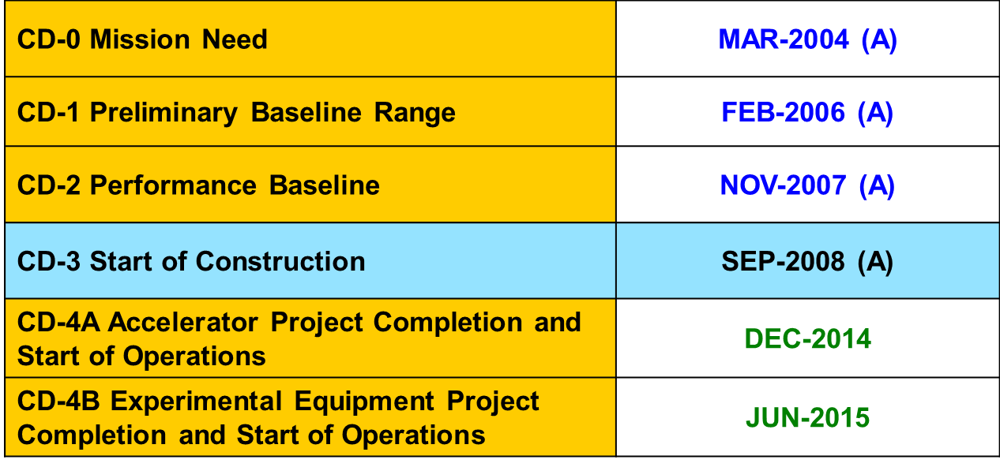 CD-0 Mission Need
MAR-2004 (A)
CD-1 Preliminary Baseline Range
FEB-2006 (A)
CD-2 Performance Baseline
NOV-2007 (A)
CD-3 Start of Construction
SEP-2008 (A)
CD-4A Accelerator Project Completion and
Start of Operations
DEC-2014
CD-4B Experimental Equipment Project
Completion and Start of Operations
JUN-2015